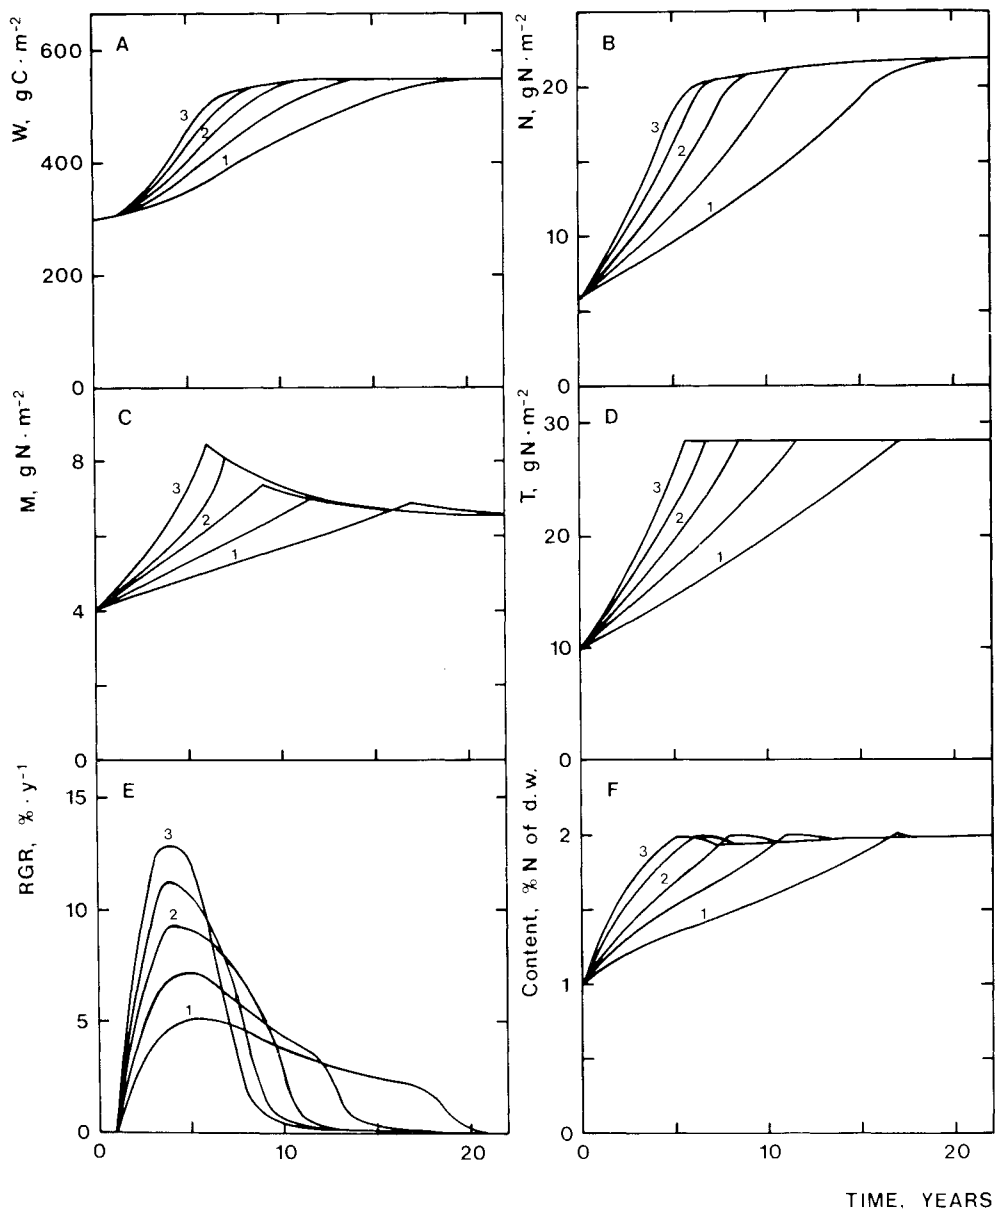 A
W, gC · m⁻²
600
400
200
0
3
2
1
B
N, gN · m⁻²
20
10
0
3
2
1
C
M, gN · m⁻²
8
4
0
3
2
1
D
T, gN · m⁻²
30
20
10
0
3
2
1
E
RGR, % · y⁻¹
15
10
5
0
3
2
1
0 10 20
F
Content, % N of d.w.
2
1
0
3
2
1
0 10 20
TIME, YEARS